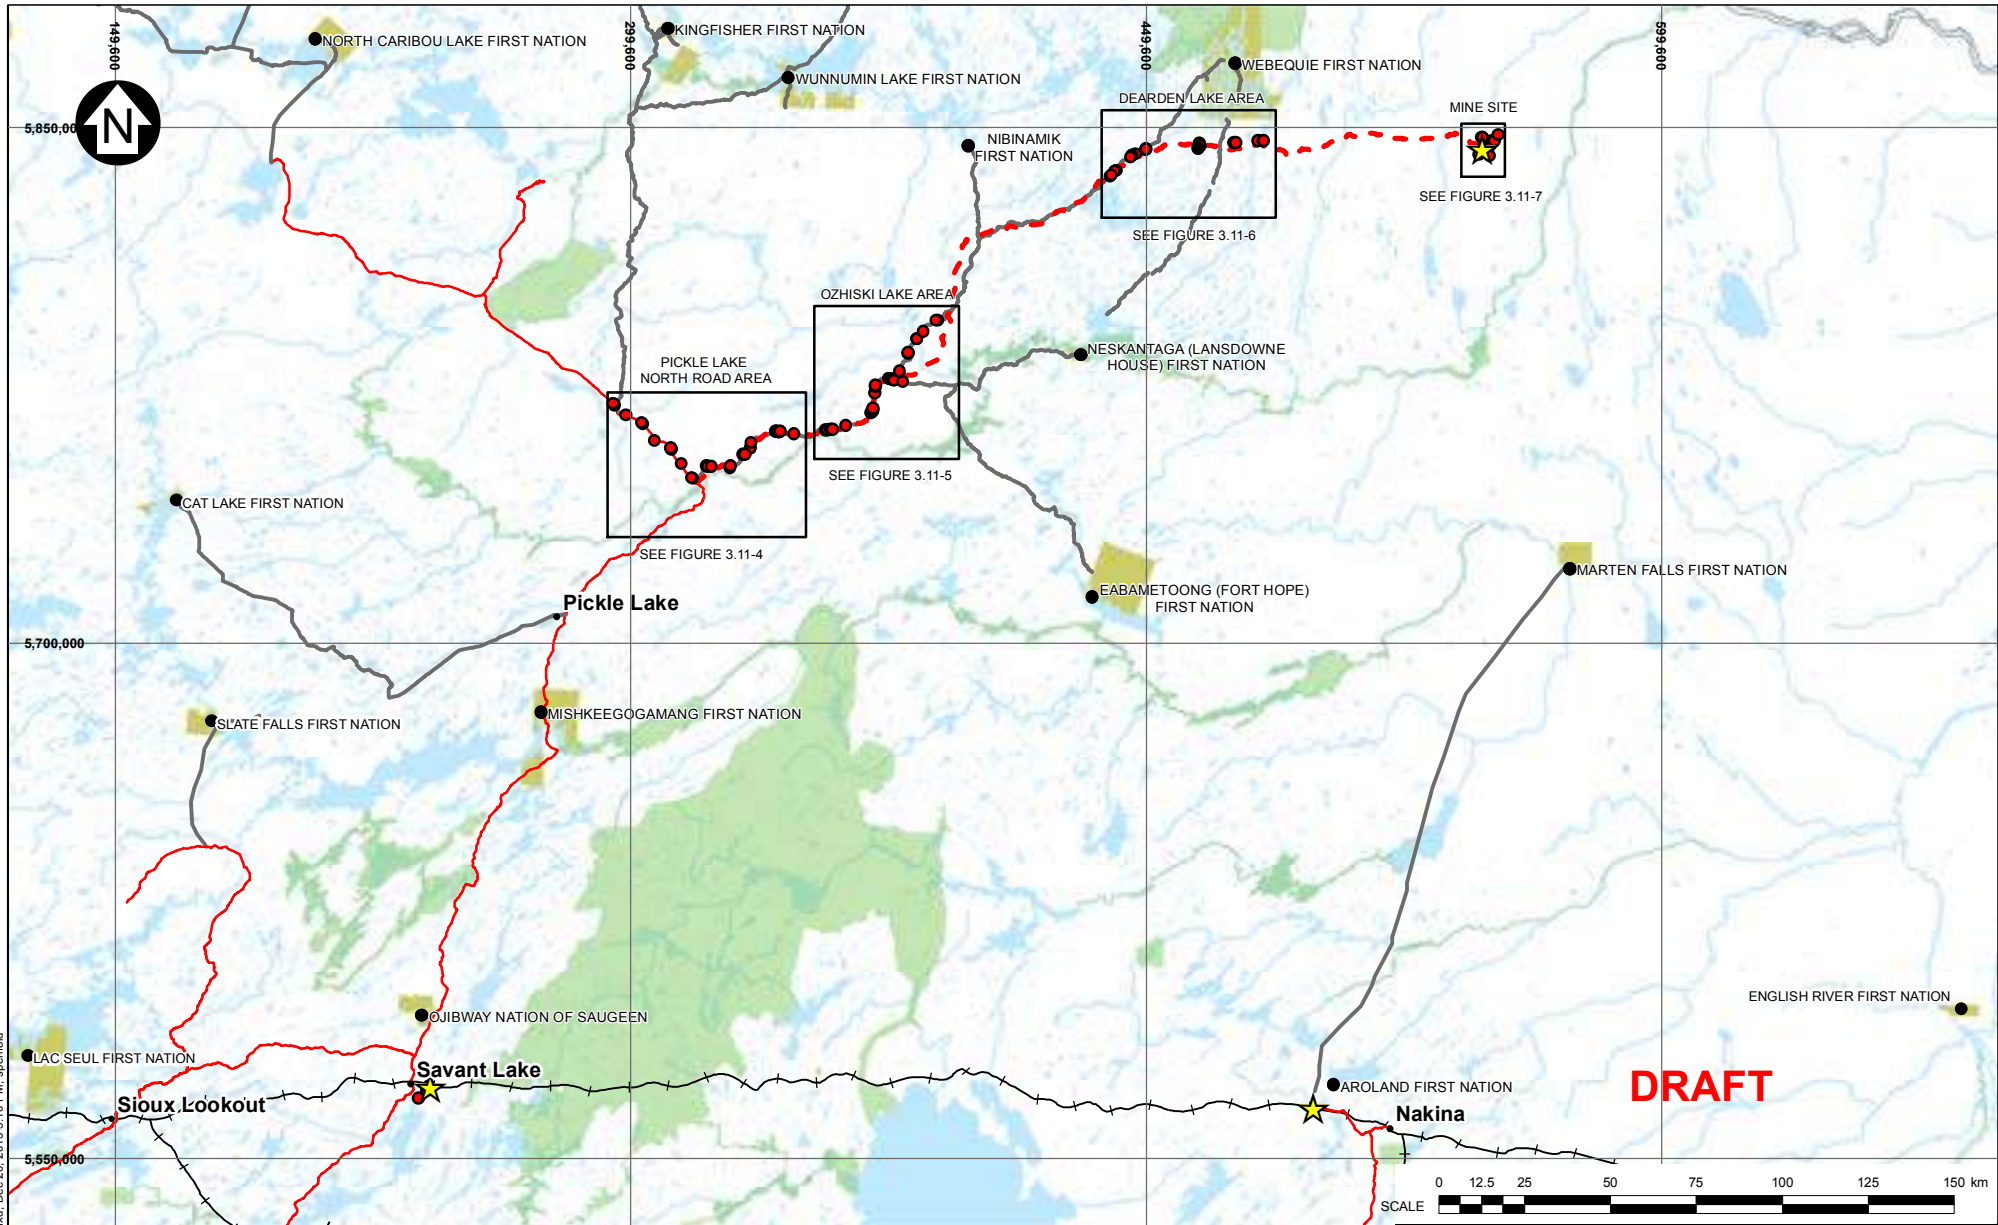 149,600
299,600
449,600
599,600
KINGFISHER FIRST NATION
NORTH CARIBOU LAKE FIRST NATION
WUNNUMIN LAKE FIRST NATION
WEBEQUIE FIRST NATION
DEARDEN LAKE AREA
MINE SITE
N
5,850,000
NIBINAMIK
FIRST NATION
SEE FIGURE 3.11-7
SEE FIGURE 3.11-6
OZHISKI LAKE AREA
NESKANTAGA (LANSDOWNE
HOUSE) FIRST NATION
PICKLE LAKE
NORTH ROAD AREA
SEE FIGURE 3.11-5
CAT LAKE FIRST NATION
SEE FIGURE 3.11-4
MARTEN FALLS FIRST NATION
EABAMETOONG (FORT HOPE)
FIRST NATION
Pickle Lake
5,700,000
MISHKEEGOGAMANG FIRST NATION
SLATE FALLS FIRST NATION
ENGLISH RIVER FIRST NATION
OJIBWAY NATION OF SAUGEEN
LAC SEUL FIRST NATION
Savant Lake
AROLAND FIRST NATION
DRAFT
Sioux Lookout
Nakina
5,550,000
SCALE
0 12.5 25 50 75 100 125 150 km